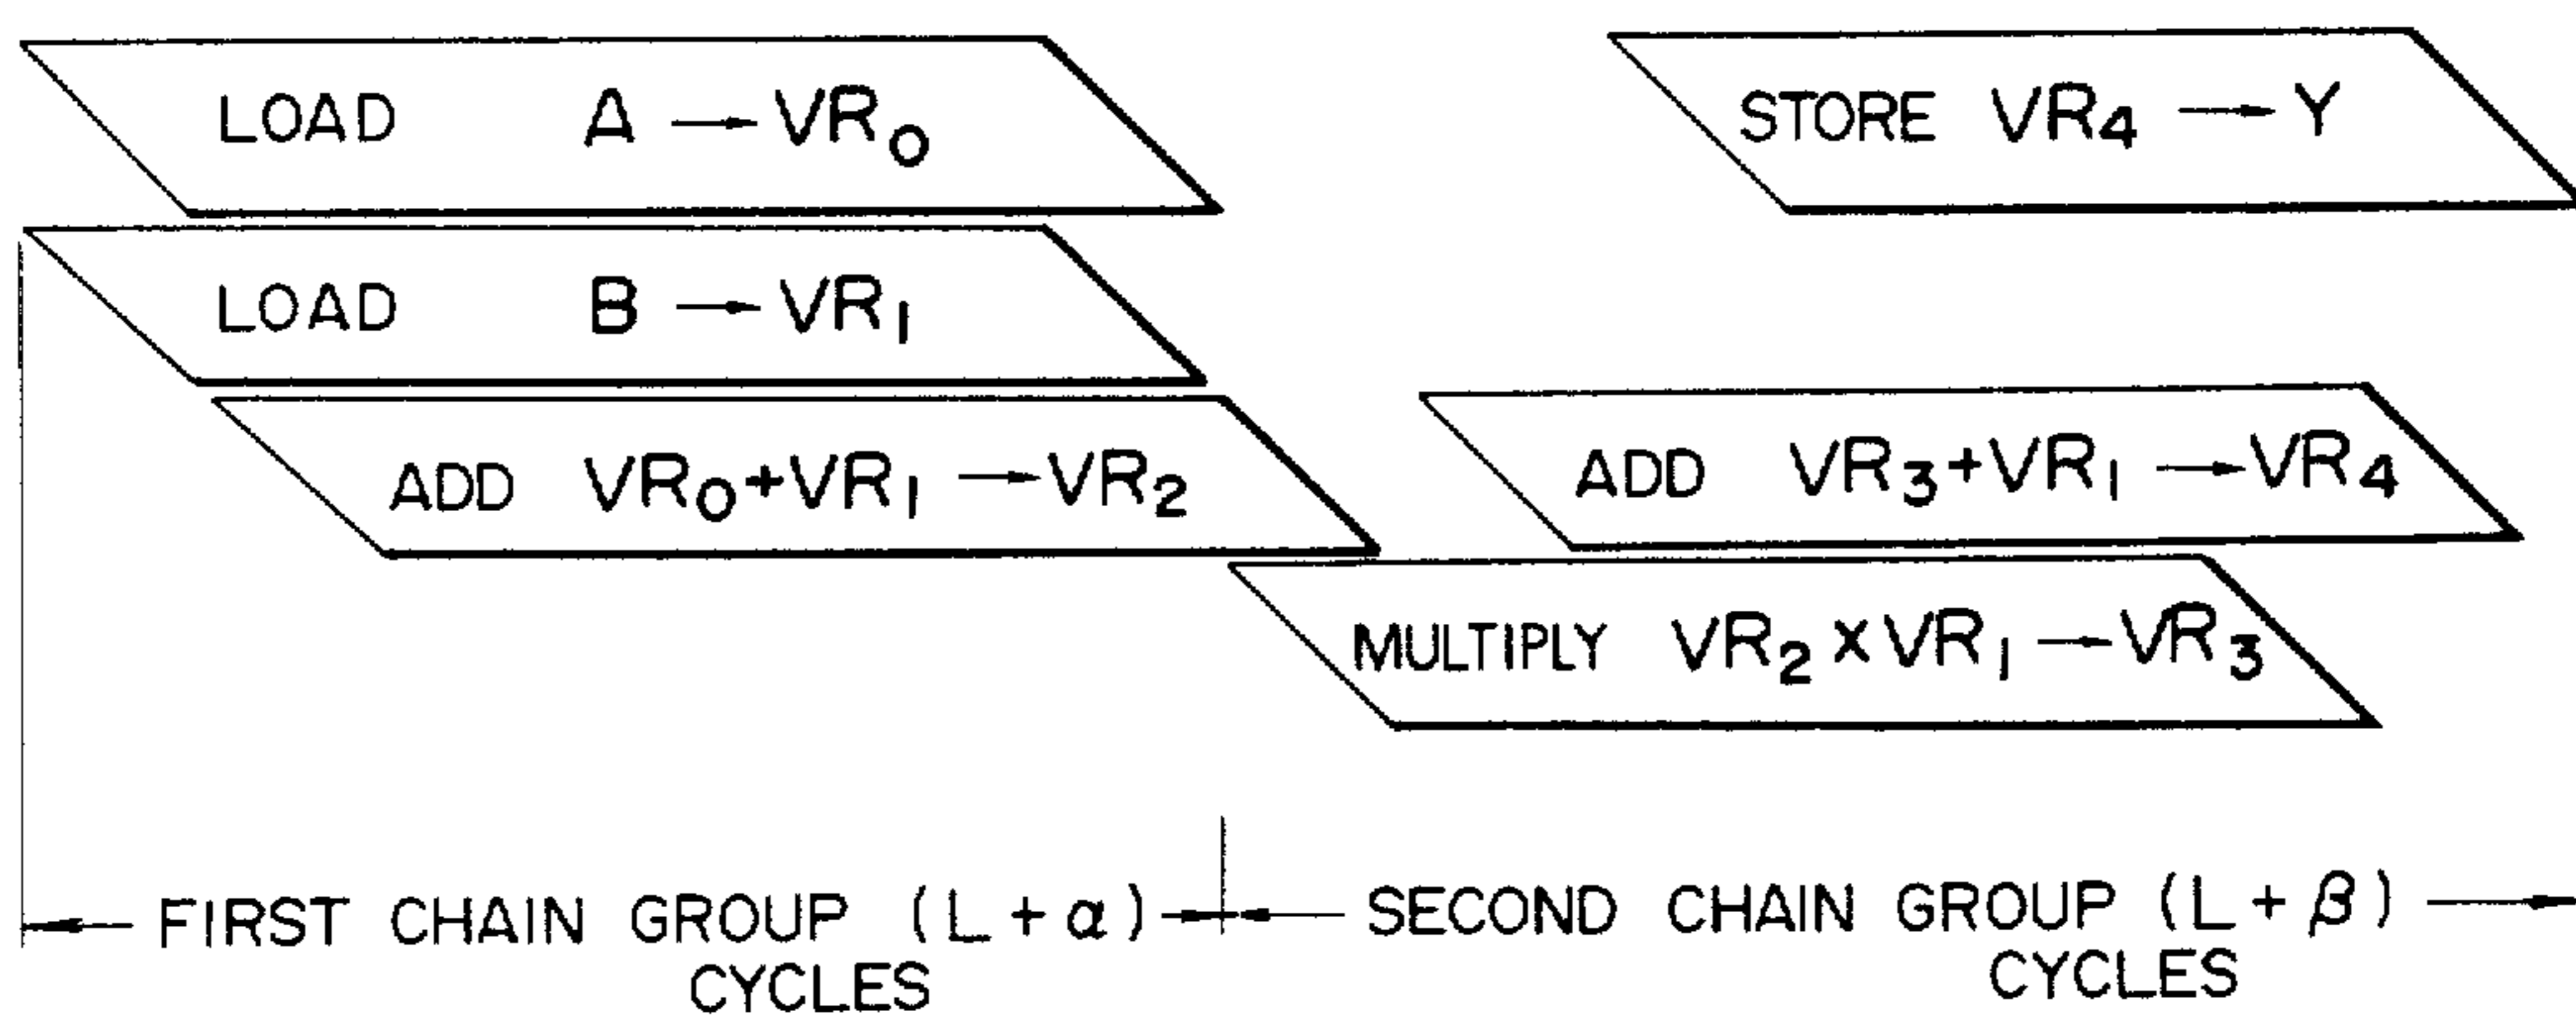 LOAD A → VR₀
STORE VR₄ → Y
LOAD B → VR₁
ADD VR₀+VR₁ → VR₂
ADD VR₃+VR₁ → VR₄
MULTIPLY VR₂ x VR₁ → VR₃
FIRST CHAIN GROUP (L + α)
CYCLES
SECOND CHAIN GROUP (L + β)
CYCLES